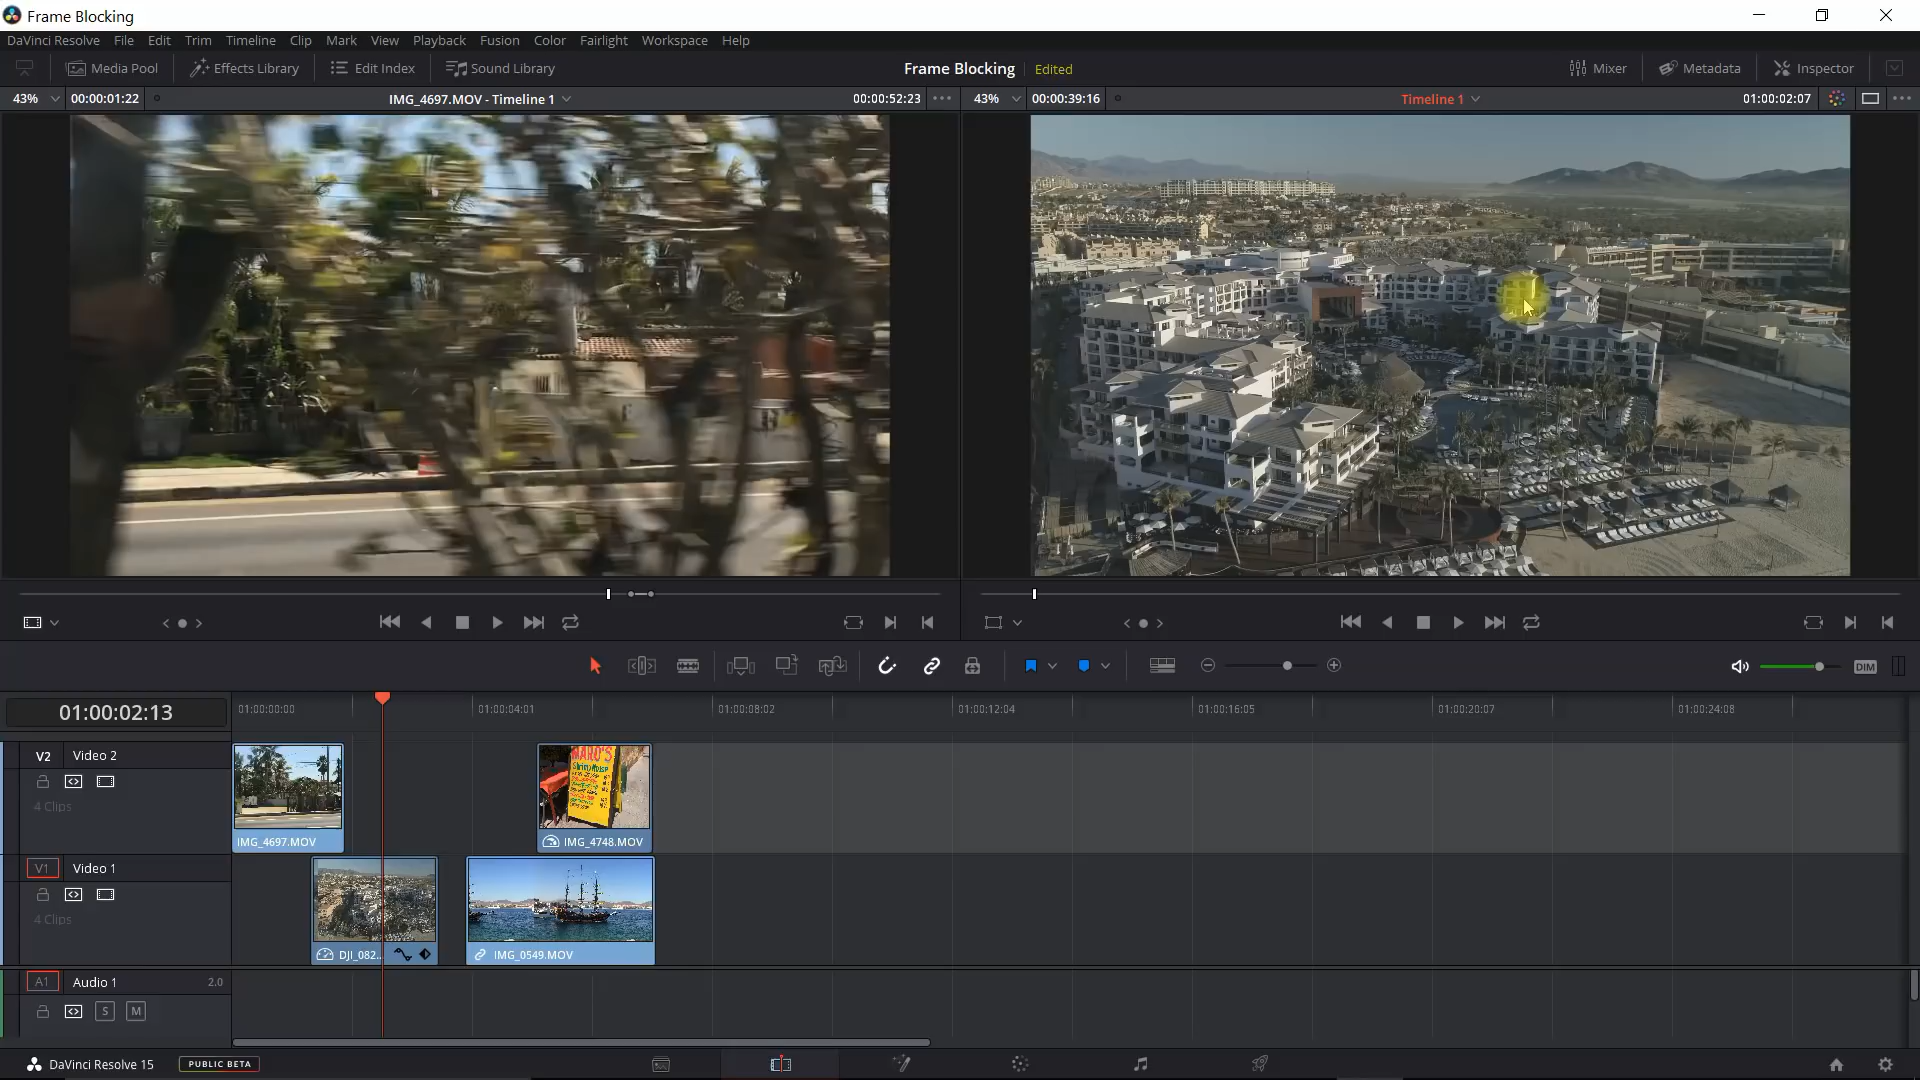 Frame Blocking
DaVinci Resolve File Edit Trim Timeline Clip Mark View Playback Fusion Color Fairlight Workspace Help
Media Pool Effects Library Edit Index Sound Library Frame Blocking Edited Mixer Metadata Inspector
43% 00:00:01:22 IMG_4697.MOV - Timeline 1 00:00:52:23 43% 00:00:39:16 Timeline 1 01:00:02:07
DIM
01:00:02:13 01:00:00:00 01:00:04:01 01:00:08:02 01:00:12:04 01:00:16:05 01:00:20:07 01:00:24:08
V2 Video 2
4 Clips
IMG_4697.MOV IMG_4748.MOV
V1 Video 1
4 Clips
DJI_082... IMG_0549.MOV
A1 Audio 1 2.0
S M
DaVinci Resolve 15 PUBLIC BETA